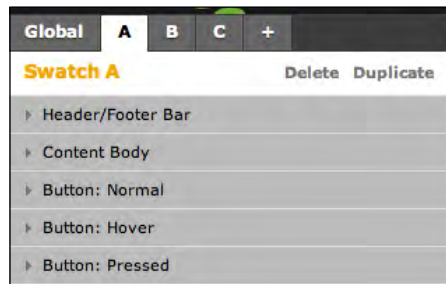 Global A B C +
Swatch A Delete Duplicate
Header/Footer Bar
Content Body
Button: Normal
Button: Hover
Button: Pressed